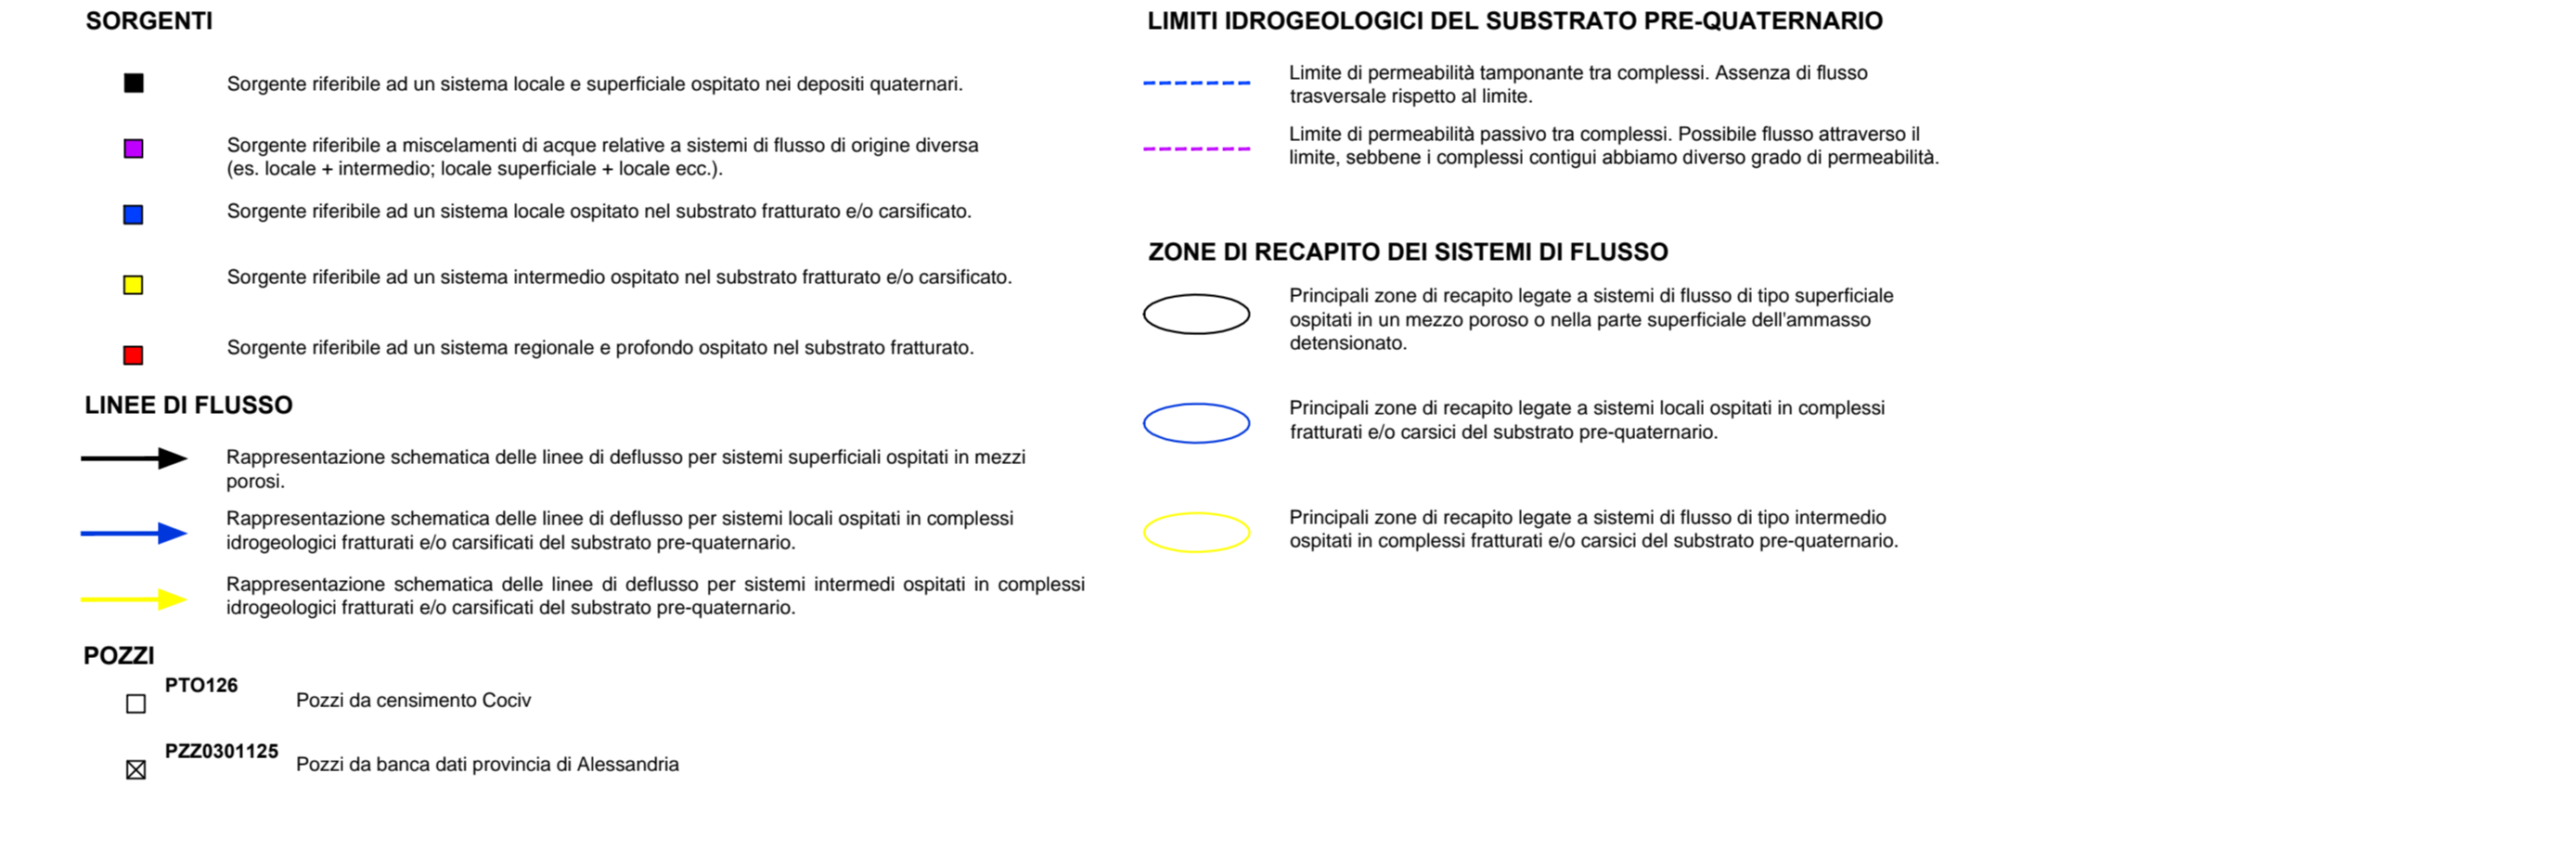 SORGENTI
Sorgente riferibile ad un sistema locale e superficiale ospitato nei depositi quaternari.
Sorgente riferibile a miscelamenti di acque relative a sistemi di flusso di origine diversa
(es. locale + intermedio; locale superficiale + locale ecc.).
Sorgente riferibile ad un sistema locale ospitato nel substrato fratturato e/o carsificato.
Sorgente riferibile ad un sistema intermedio ospitato nel substrato fratturato e/o carsificato.
Sorgente riferibile ad un sistema regionale e profondo ospitato nel substrato fratturato.
LINEE DI FLUSSO
Rappresentazione schematica delle linee di deflusso per sistemi superficiali ospitati in mezzi
porosi.
Rappresentazione schematica delle linee di deflusso per sistemi locali ospitati in complessi
idrogeologici fratturati e/o carsificati del substrato pre-quaternario.
Rappresentazione schematica delle linee di deflusso per sistemi intermedi ospitati in complessi
idrogeologici fratturati e/o carsificati del substrato pre-quaternario.
POZZI
PTO126
Pozzi da censimento Cociv
PZZ0301125
Pozzi da banca dati provincia di Alessandria
LIMITI IDROGEOLOGICI DEL SUBSTRATO PRE-QUATERNARIO
Limite di permeabilità tamponante tra complessi. Assenza di flusso
trasversale rispetto al limite.
Limite di permeabilità passivo tra complessi. Possibile flusso attraverso il
limite, sebbene i complessi contigui abbiamo diverso grado di permeabilità.
ZONE DI RECAPITO DEI SISTEMI DI FLUSSO
Principali zone di recapito legate a sistemi di flusso di tipo superficiale
ospitati in un mezzo poroso o nella parte superficiale dell'ammasso
detensionato.
Principali zone di recapito legate a sistemi locali ospitati in complessi
fratturati e/o carsici del substrato pre-quaternario.
Principali zone di recapito legate a sistemi di flusso di tipo intermedio
ospitati in complessi fratturati e/o carsici del substrato pre-quaternario.